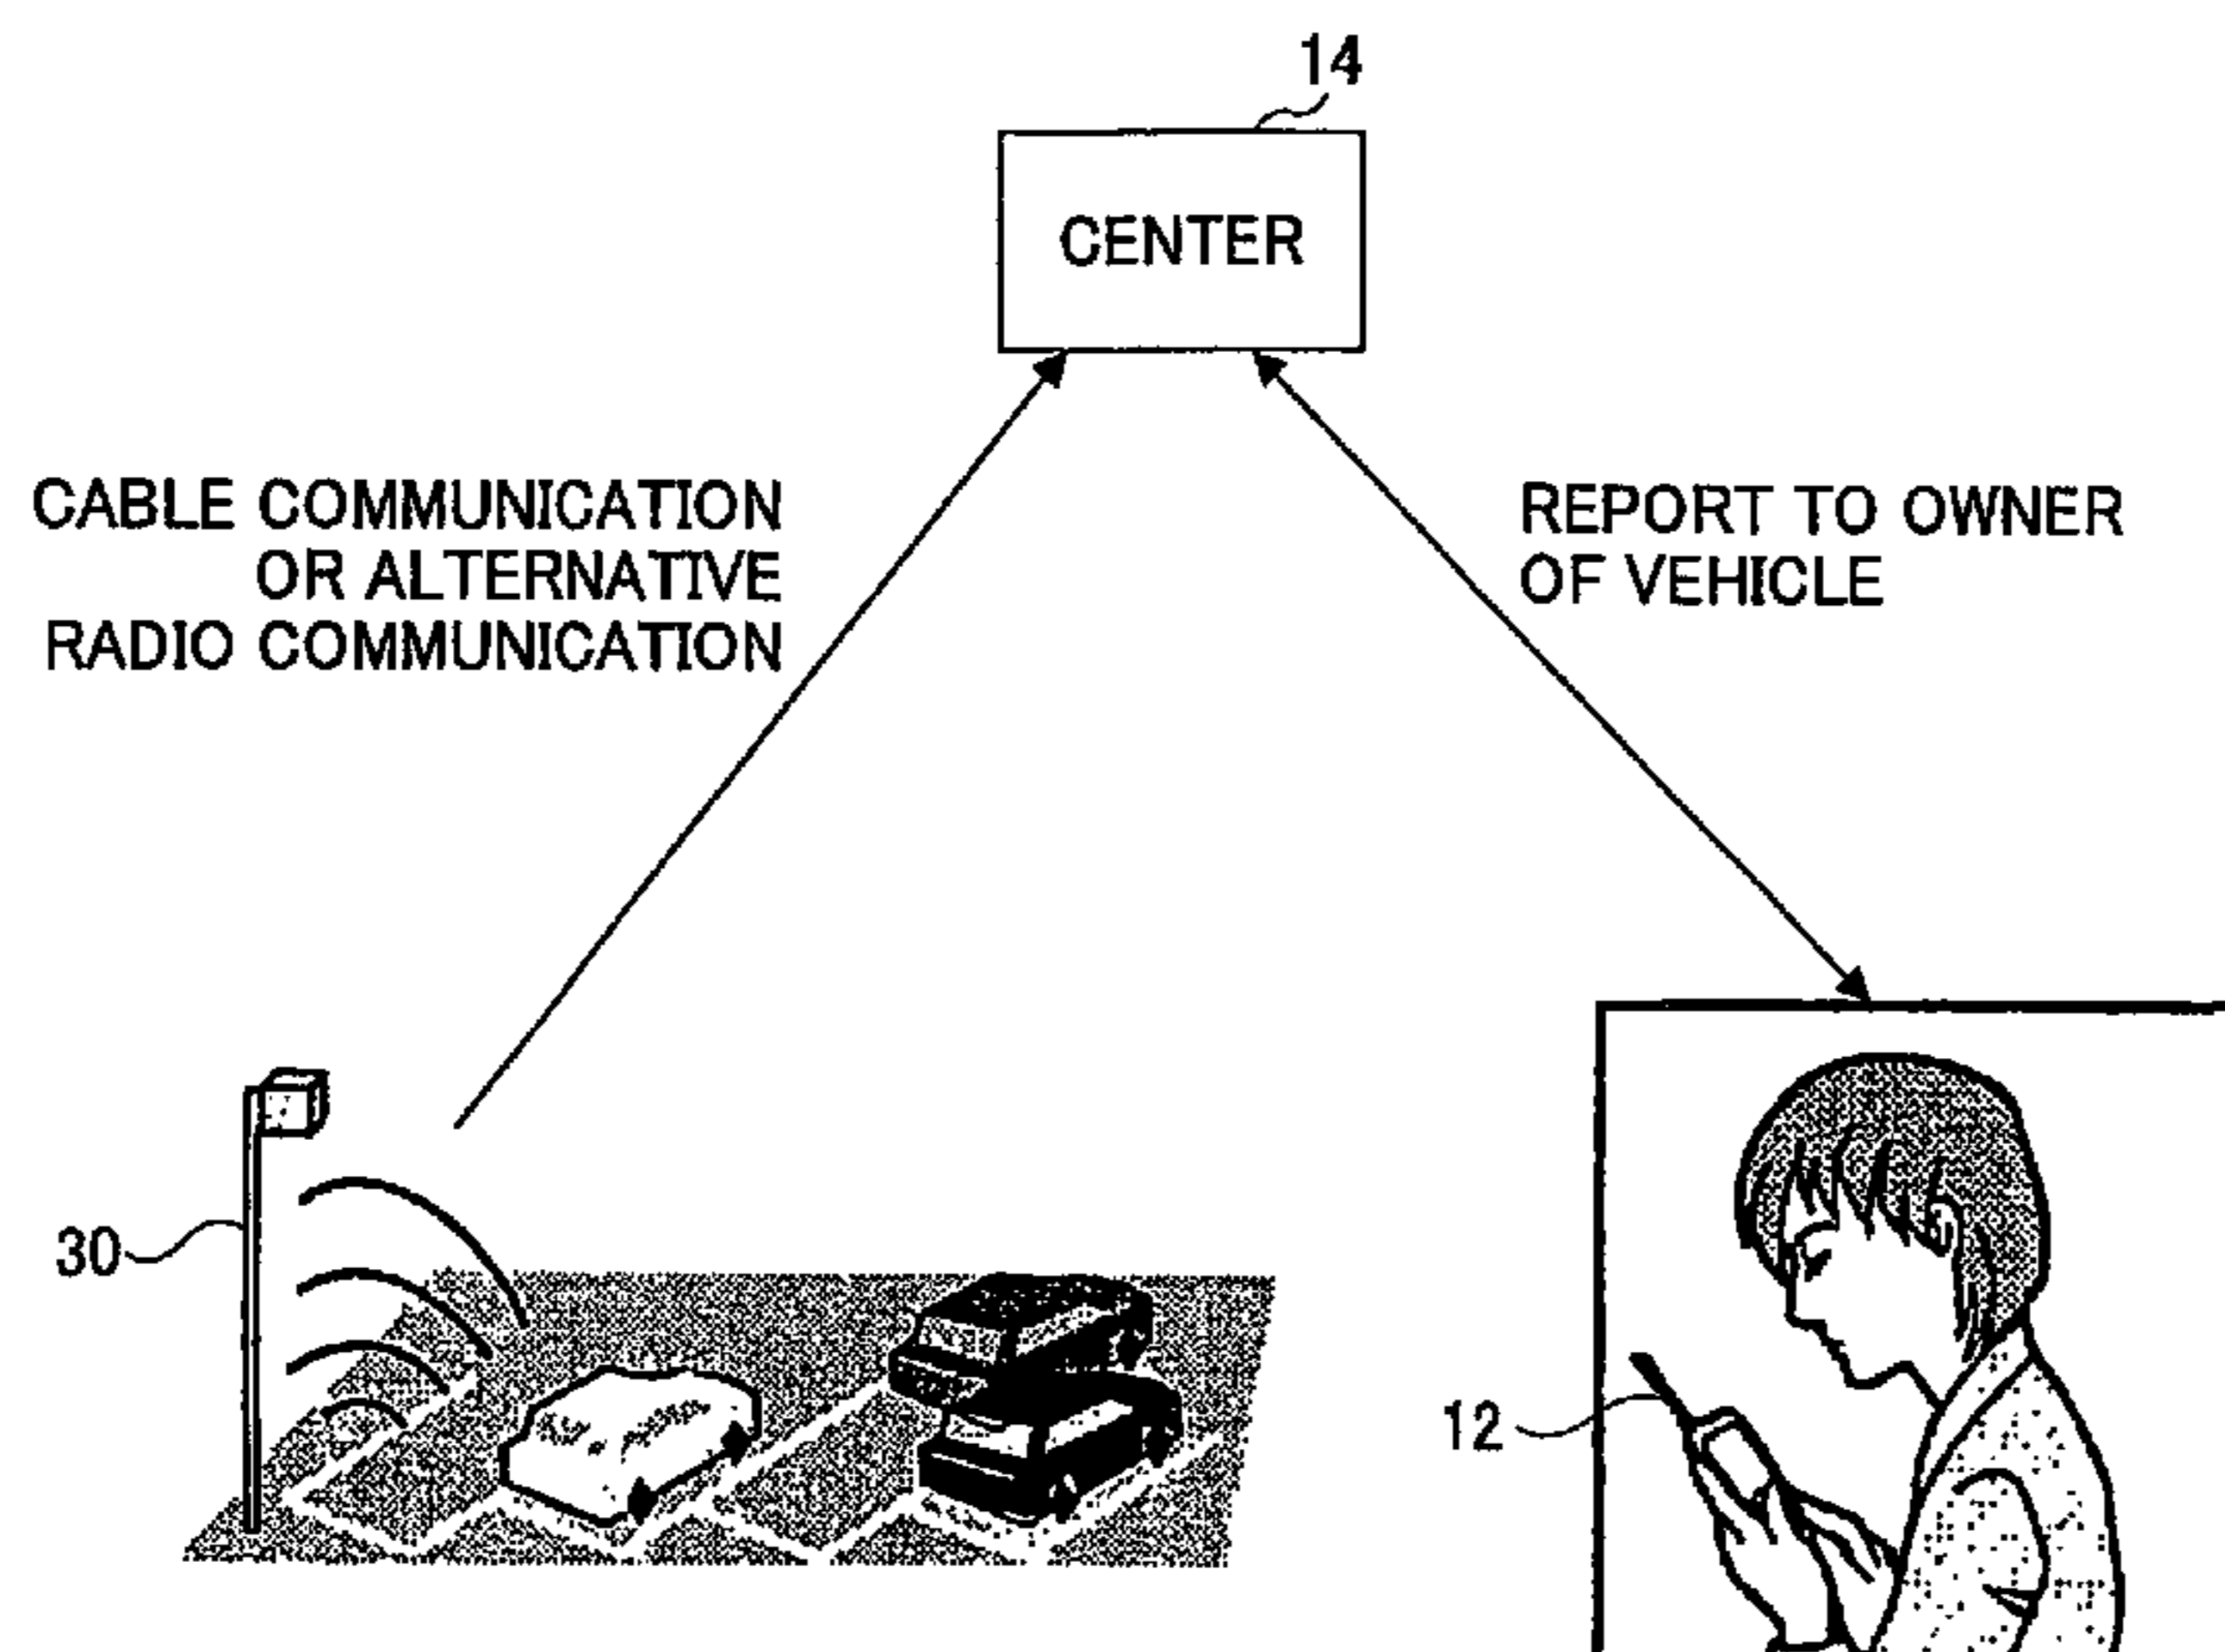 14
CENTER
CABLE COMMUNICATION
OR ALTERNATIVE
RADIO COMMUNICATION
REPORT TO OWNER
OF VEHICLE
30
12